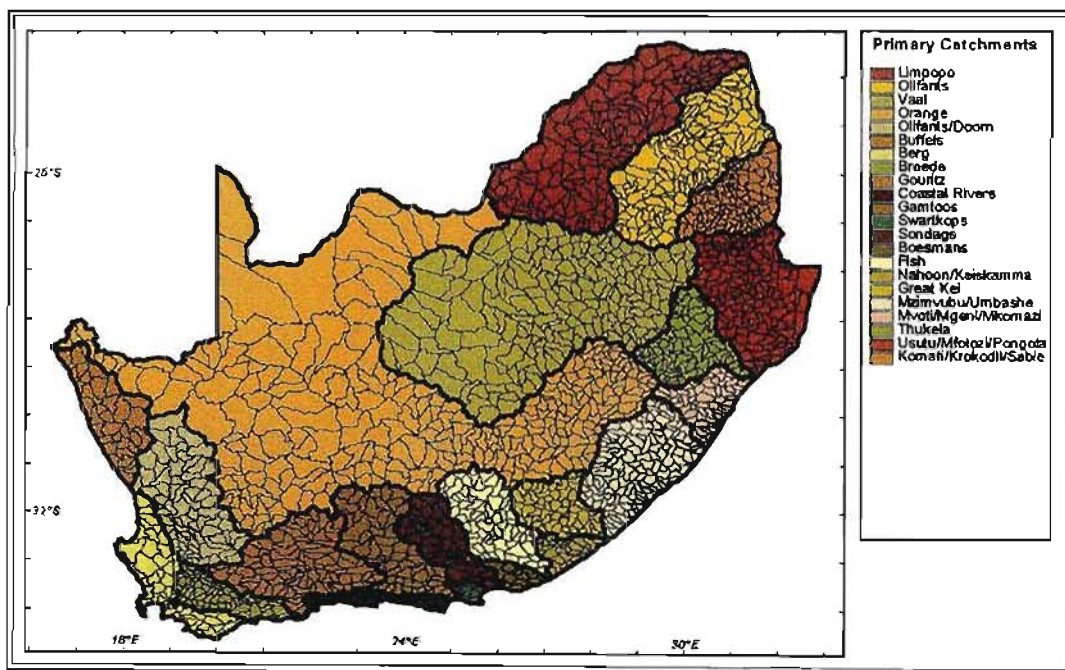 Primary Catchments
Limpopo
Olifants
Vaal
Orange
Olifants/Doorn
Buffels
Berg
Breede
Gouritz
Coastal Rivers
Gamtoos
Swartkops
Sondags
Boesmans
Fish
Nahoon/Keiskamma
Great Kei
Mzimvubu/Umbashe
Mvoti/Mgeni/Mkomazi
Thukela
Usutu/Mfolozi/Pongola
Komati/Krokodil/Sabie
32°S
18°E
24°E
30°E